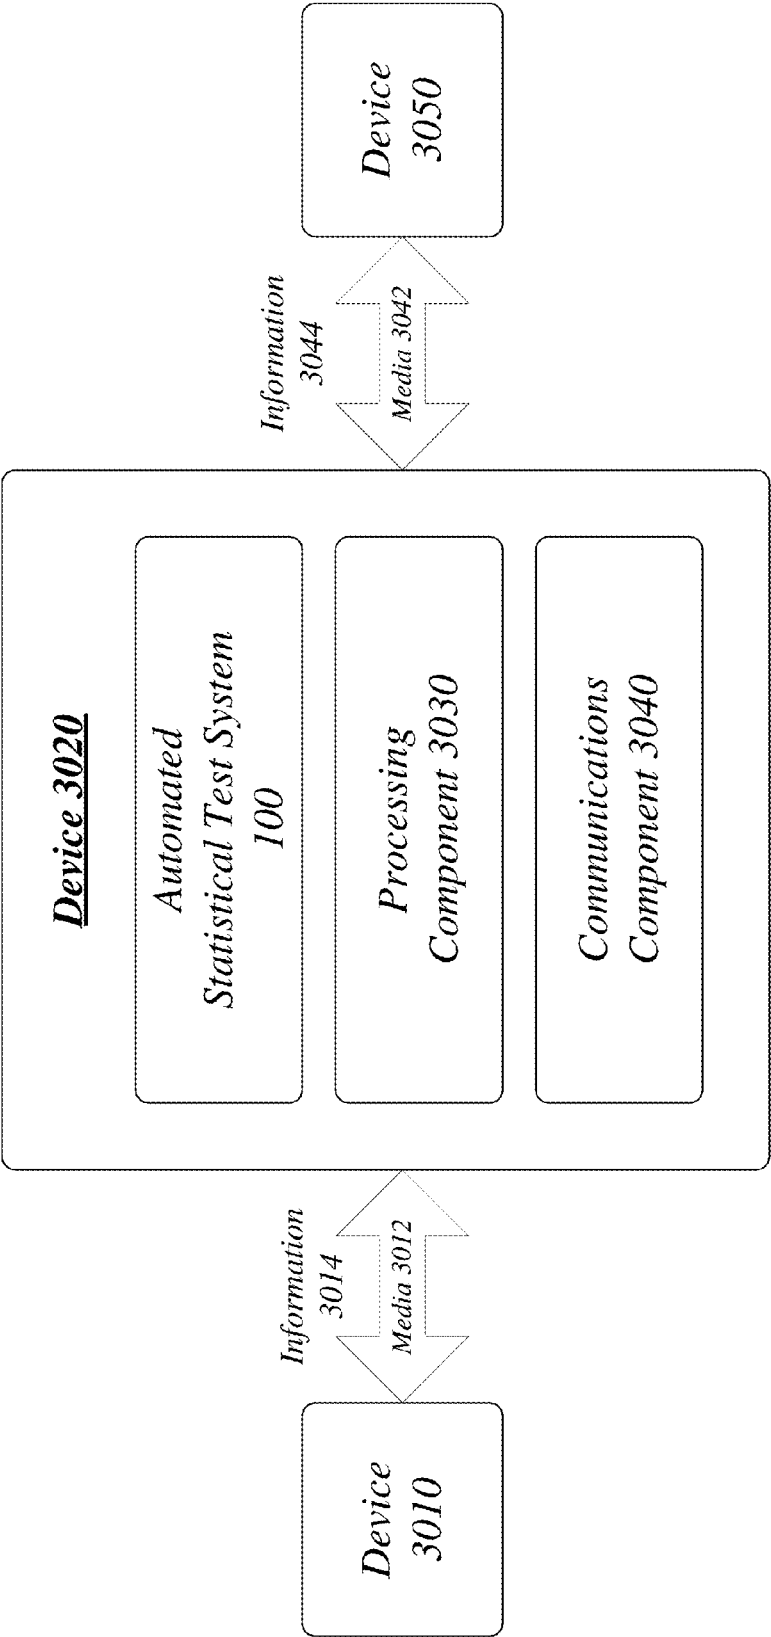 Device 3020
Automated
Statistical Test System
100
Processing
Component 3030
Communications
Component 3040
Device
3010
Information
3014
Media 3012
Information
3044
Media 3042
Device
3050